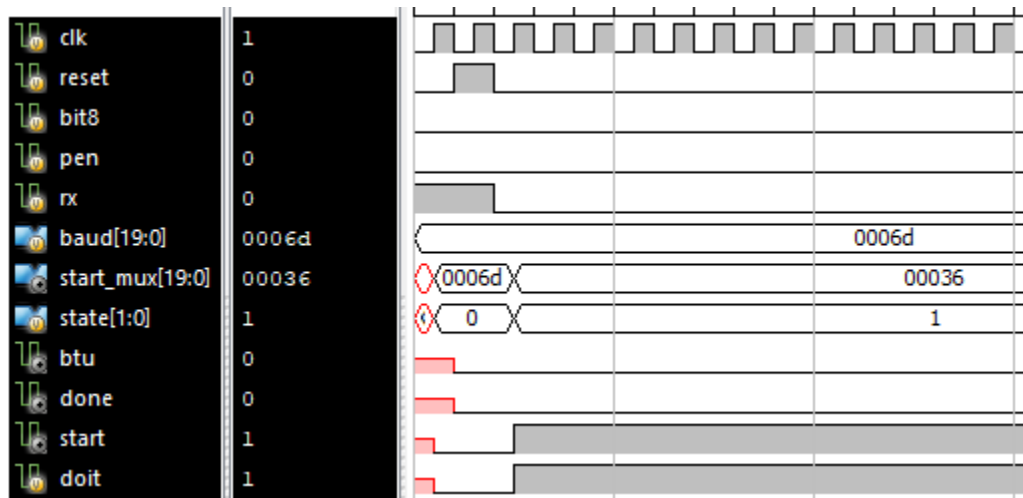 clk 1
reset 0
bit8 0
pen 0
rx 0
baud[19:0] 0006d 0006d
start_mux[19:0] 00036 0006d 00036
state[1:0] 1 0 1
btu 0
done 0
start 1
doit 1